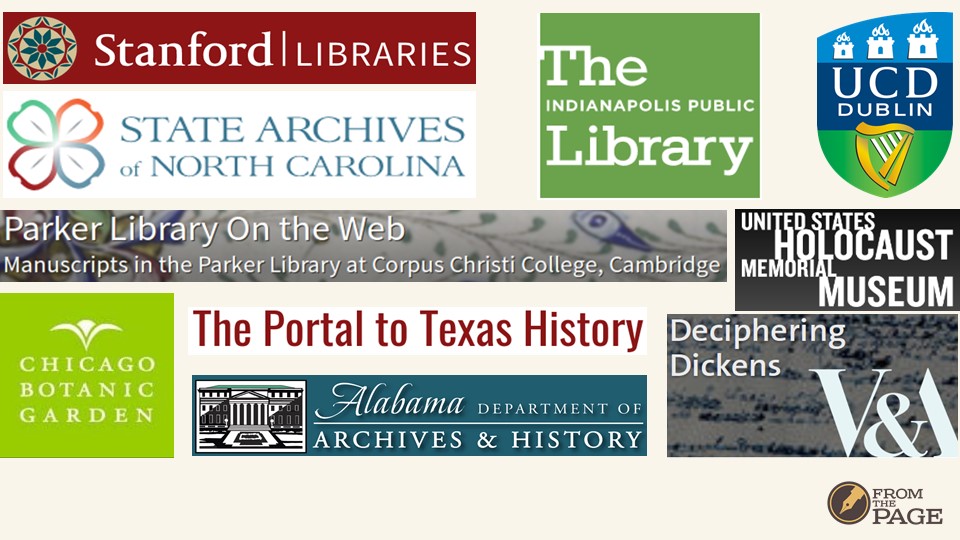 Stanford | LIBRARIES
STATE ARCHIVES
of NORTH CAROLINA
The
INDIANAPOLIS PUBLIC
Library
UCD
DUBLIN
Parker Library On the Web
Manuscripts in the Parker Library at Corpus Christi College, Cambridge
UNITED STATES
HOLOCAUST
MEMORIAL
MUSEUM
CHICAGO
BOTANIC
GARDEN
The Portal to Texas History
Alabama DEPARTMENT OF
ARCHIVES & HISTORY
Deciphering
Dickens
V&A
FROM
THE
PAGE